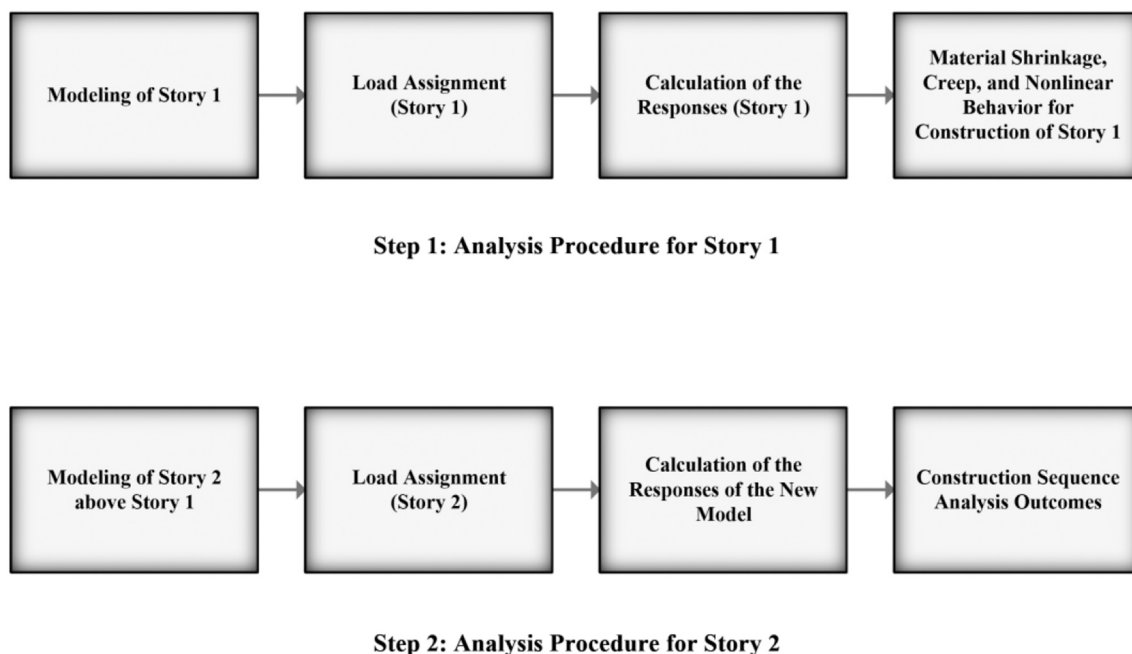 Modeling of Story 1
Load Assignment
(Story 1)
Calculation of the
Responses (Story 1)
Material Shrinkage,
Creep, and Nonlinear
Behavior for
Construction of Story 1
Step 1: Analysis Procedure for Story 1
Modeling of Story 2
above Story 1
Load Assignment
(Story 2)
Calculation of the
Responses of the New
Model
Construction Sequence
Analysis Outcomes
Step 2: Analysis Procedure for Story 2